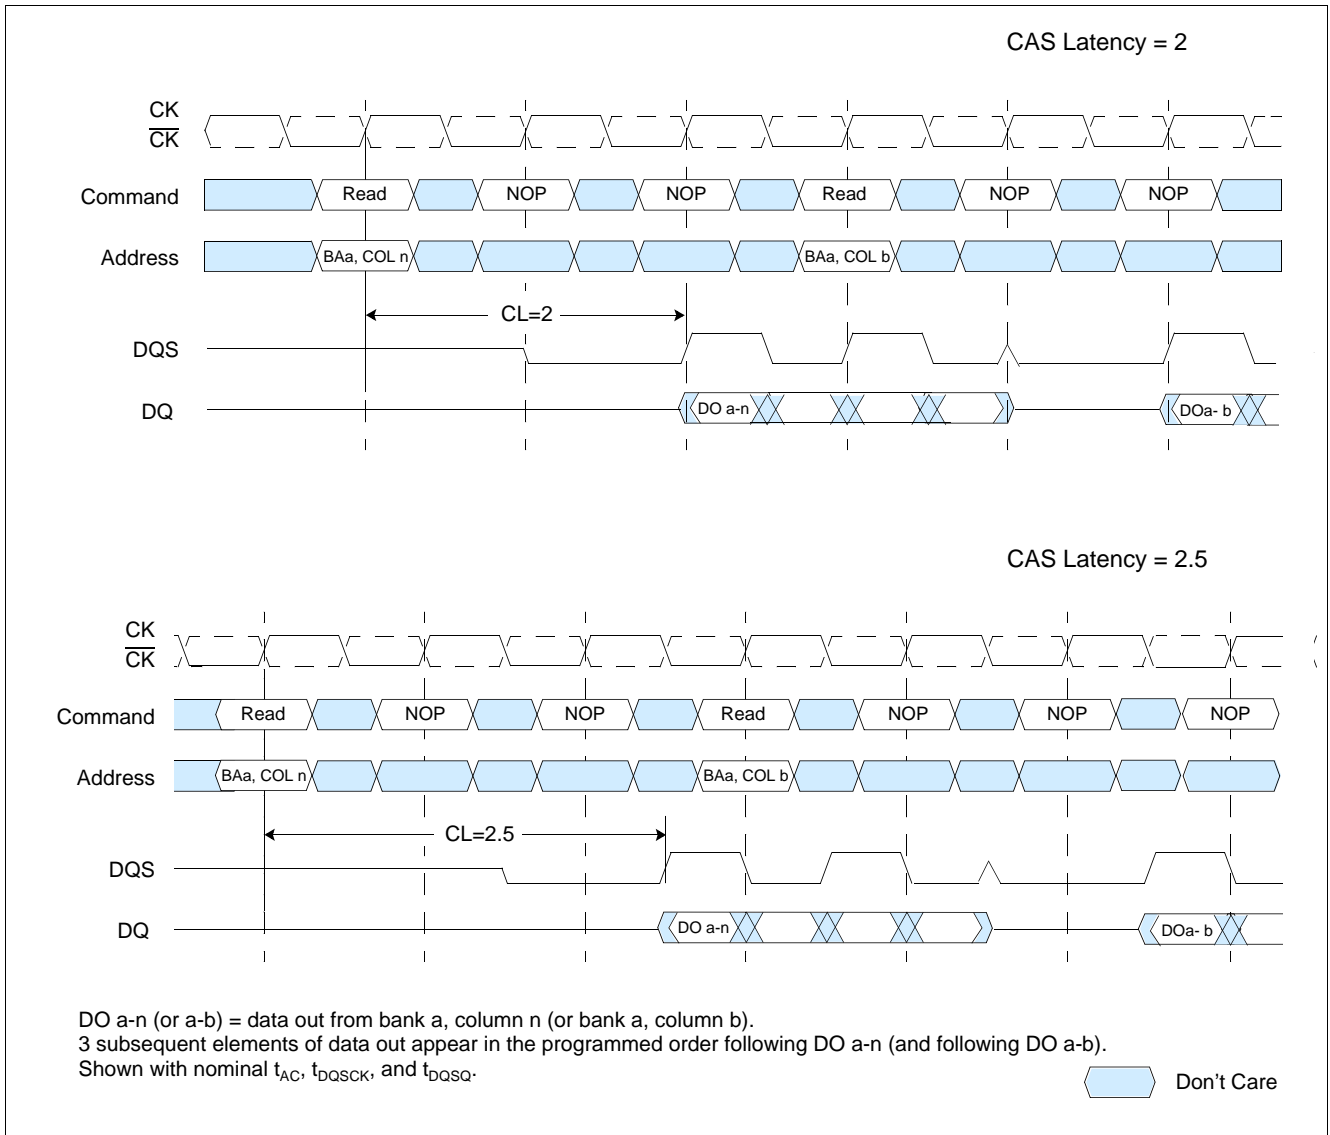 CAS Latency = 2
CK
CK
Command
Read
NOP
NOP
Read
NOP
NOP
Address
BAa, COL n
BAa, COL b
CL=2
DQS
DQ
DO a-n
DOa- b
CAS Latency = 2.5
CK
CK
Command
Read
NOP
NOP
Read
NOP
NOP
NOP
Address
BAa, COL n
BAa, COL b
CL=2.5
DQS
DQ
DO a-n
DOa- b
DO a-n (or a-b) = data out from bank a, column n (or bank a, column b).
3 subsequent elements of data out appear in the programmed order following DO a-n (and following DO a-b).
Shown with nominal tAC, tDQSCK, and tDQSQ.
Don't Care